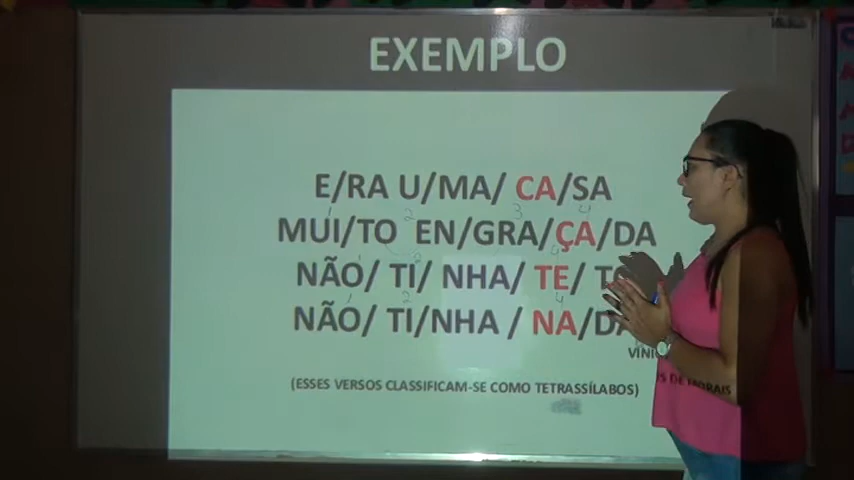 EXEMPLO
E/RA U/MA/ CA/SA
MUI/TO EN/GRA/ÇA/DA
NÃO/ TI/ NHA/ TE/
NÃO/ TI/NHA / NA/DA
(ESSES VERSOS CLASSIFICAM-SE COMO TETRASSÍLABOS)